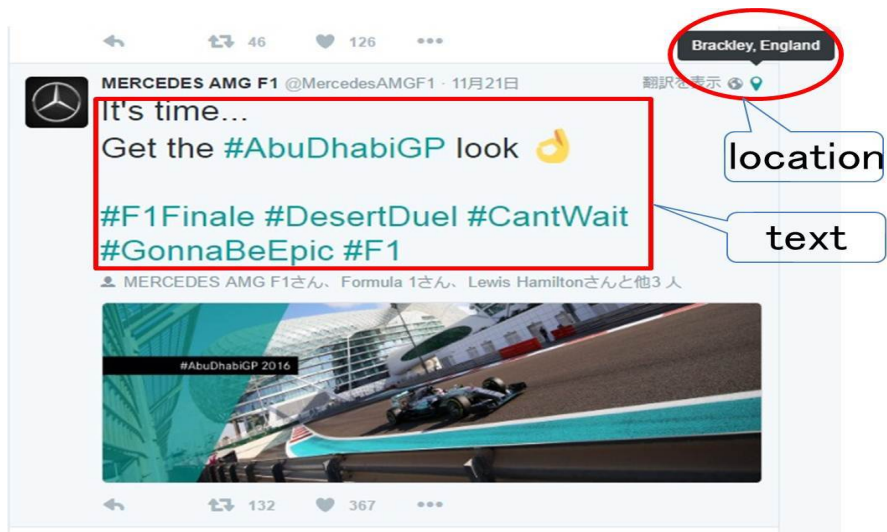 46 126
Brackley, England
MERCEDES AMG F1 @MercedesAMGF1 · 11月21日 翻訳を表示
It's time...
Get the #AbuDhabiGP look 👌
location
#F1Finale #DesertDuel #CantWait
text
#GonnaBeEpic #F1
MERCEDES AMG F1さん、Formula 1さん、Lewis Hamiltonさんと他3 人
#AbuDhabiGP 2016
132 367